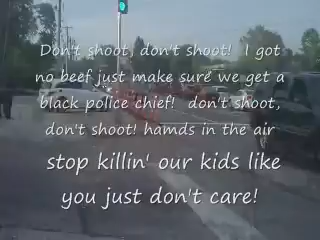 Don't shoot, don't shoot!  I got
no beef just make sure we get a
black police chief!  don't shoot,
don't shoot! hamds in the air
stop killin' our kids like
you just don't care!